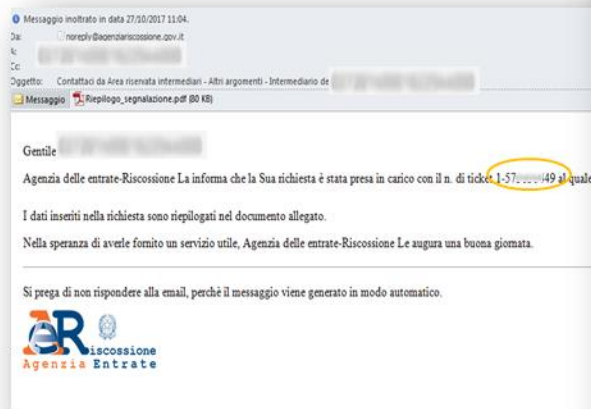 Messaggio inoltrato in data 27/10/2017 11:04.
Da: noreply@agenziariscossione.gov.it
A:
Cc:
Oggetto: Contattaci da Area riservata intermediari - Altri argomenti - Intermediario de
Messaggio Riepilogo_segnalazione.pdf (80 KB)
Gentile
Agenzia delle entrate-Riscossione La informa che la Sua richiesta è stata presa in carico con il n. di ticket 1-57 49 al quale
I dati inseriti nella richiesta sono riepilogati nel documento allegato.
Nella speranza di averle fornito un servizio utile, Agenzia delle entrate-Riscossione Le augura una buona giornata.
Si prega di non rispondere alla email, perchè il messaggio viene generato in modo automatico.
AeR iscossione
Agenzia Entrate